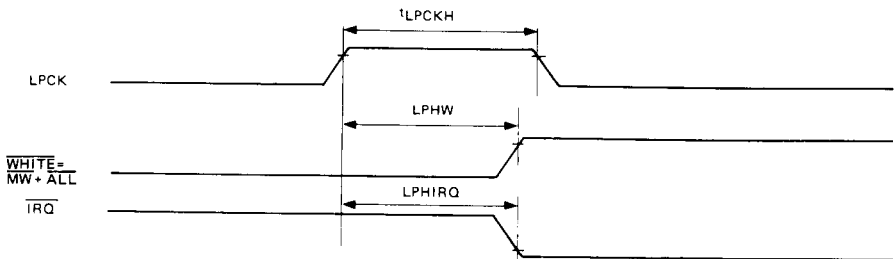 tLPCKH
LPCK
LPHW
WHITE=
MW + ALL
LPHIRQ
IRQ